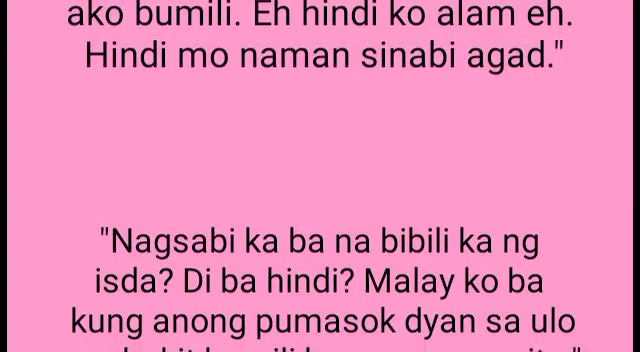 ako bumili. Eh hindi ko alam eh.
Hindi mo naman sinabi agad."
"Nagsabi ka ba na bibili ka ng
isda? Di ba hindi? Malay ko ba
kung anong pumasok dyan sa ulo